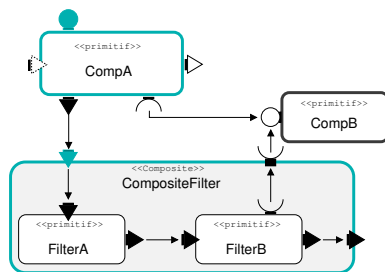 <<primitif>>
CompA
<<primitif>>
CompB
<<Composite>>
CompositeFilter
<<primitif>>
FilterA
<<primitif>>
FilterB